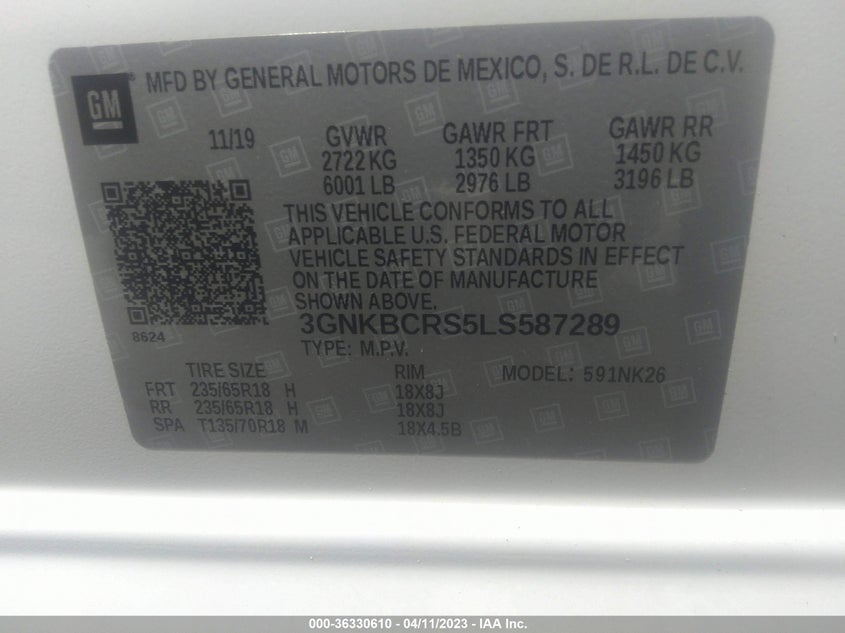 GM
MFD BY GENERAL MOTORS DE MEXICO, S. DE R.L. DE C.V.
11/19 GVWR GAWR FRT GAWR RR
2722 KG 1350 KG 1450 KG
6001 LB 2976 LB 3196 LB
THIS VEHICLE CONFORMS TO ALL
APPLICABLE U.S. FEDERAL MOTOR
VEHICLE SAFETY STANDARDS IN EFFECT
ON THE DATE OF MANUFACTURE
SHOWN ABOVE.
3GNKBCRS5LS587289
8624
TYPE: M.P.V.
TIRE SIZE RIM MODEL: 591NK26
FRT 235/65R18 H 18X8J
RR 235/65R18 H 18X8J
SPA T135/70R18 M 18X4.5B
000-36330610 - 04/11/2023 - IAA Inc.